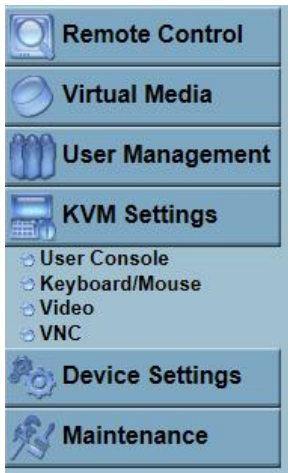 Remote Control
Virtual Media
User Management
KVM Settings
User Console
Keyboard/Mouse
Video
VNC
Device Settings
Maintenance